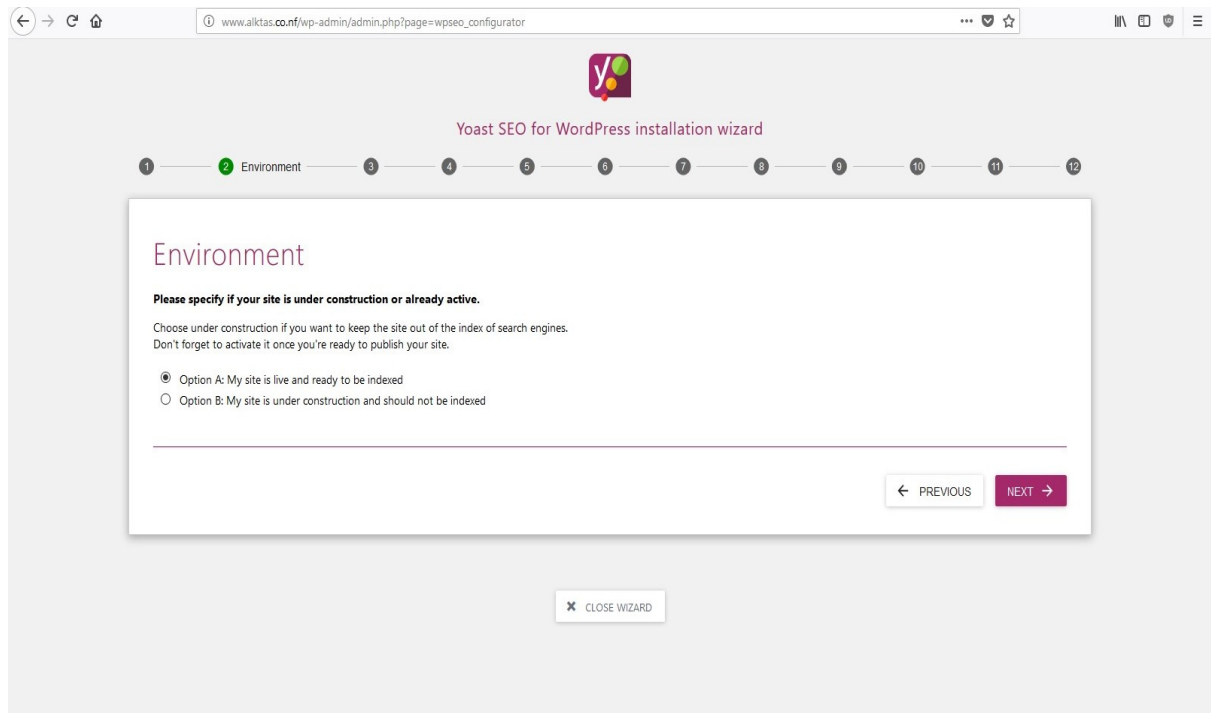 www.alktas.co.nf/wp-admin/admin.php?page=wpseo_configurator
y
Yoast SEO for WordPress installation wizard
1 2 Environment 3 4 5 6 7 8 9 10 11 12
Environment
Please specify if your site is under construction or already active.
Choose under construction if you want to keep the site out of the index of search engines.
Don't forget to activate it once you're ready to publish your site.
Option A: My site is live and ready to be indexed
Option B: My site is under construction and should not be indexed
← PREVIOUS NEXT →
✖ CLOSE WIZARD